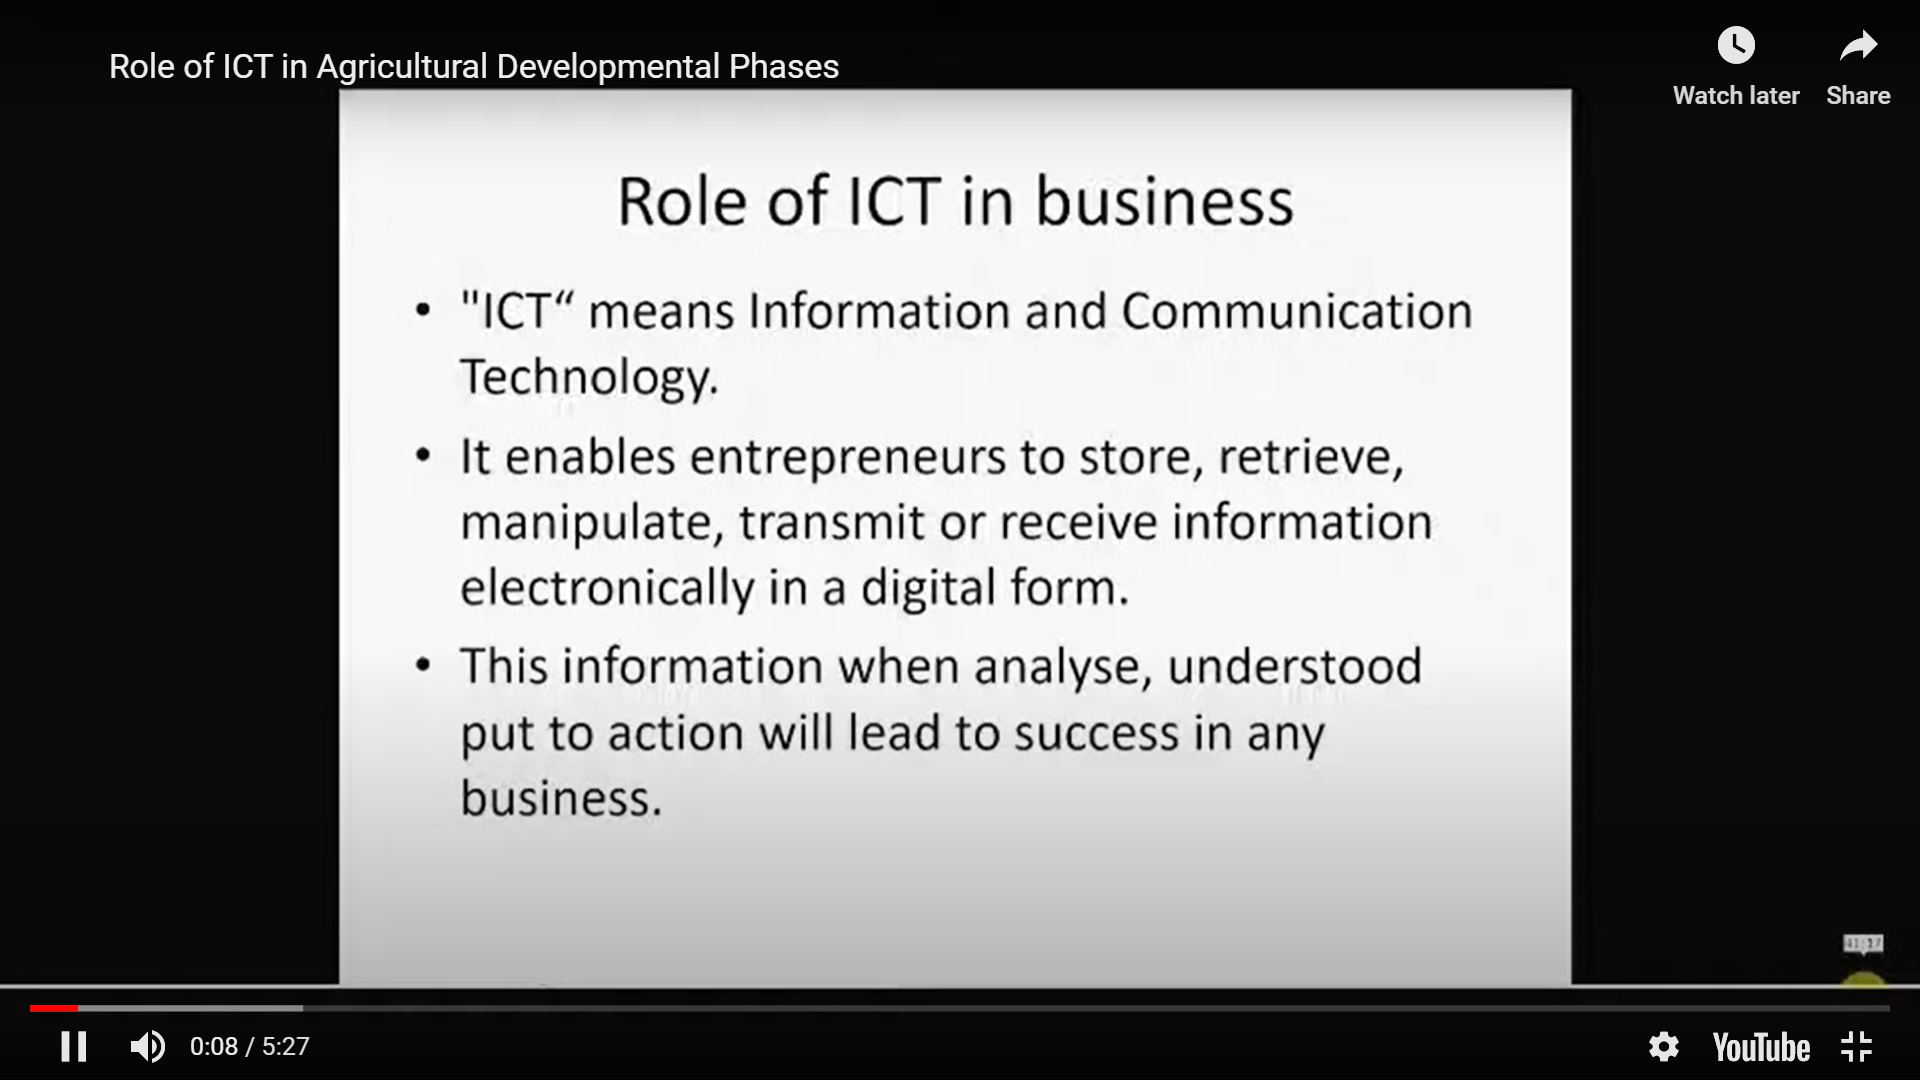 Role of ICT in Agricultural Developmental Phases
Watch later
Share
Role of ICT in business
• "ICT“ means Information and Communication
Technology.
• It enables entrepreneurs to store, retrieve,
manipulate, transmit or receive information
electronically in a digital form.
• This information when analyse, understood
put to action will lead to success in any
business.
0:08 / 5:27
YouTube